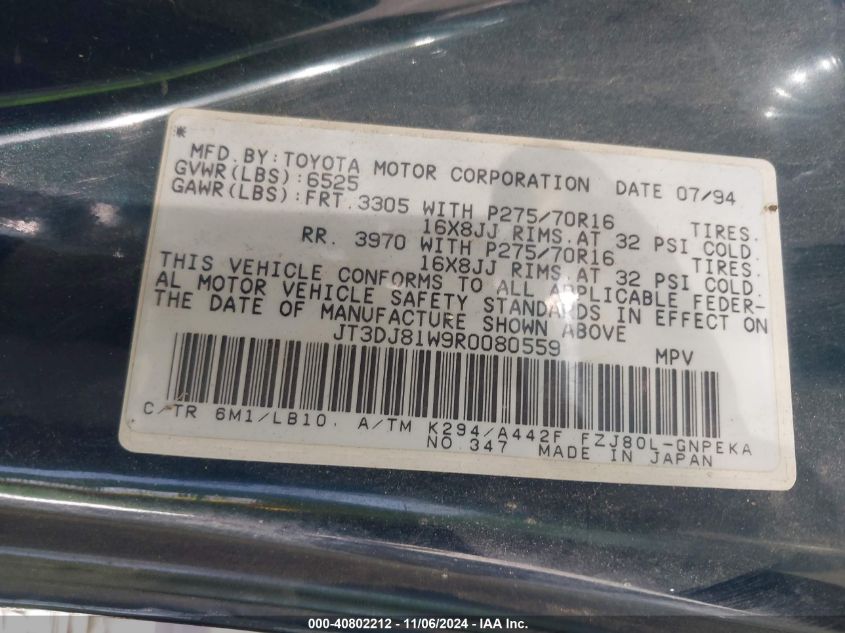 *
MFD. BY: TOYOTA MOTOR CORPORATION DATE 07/94
GVWR(LBS): 6525
GAWR(LBS): FRT. 3305 WITH P275/70R16 TIRES.
16X8JJ RIMS. AT 32 PSI COLD.
RR. 3970 WITH P275/70R16 TIRES.
16X8JJ RIMS. AT 32 PSI COLD.
THIS VEHICLE CONFORMS TO ALL APPLICABLE FEDER-
AL MOTOR VEHICLE SAFETY STANDARDS IN EFFECT ON
THE DATE OF MANUFACTURE SHOWN ABOVE
JT3DJ81W9R0080559 MPV
C/TR 6M1/LB10. A/TM K294/A442F FZJ80L-GNPEKA
NO.347 MADE IN JAPAN
000-40802212 - 11/06/2024 - IAA Inc.